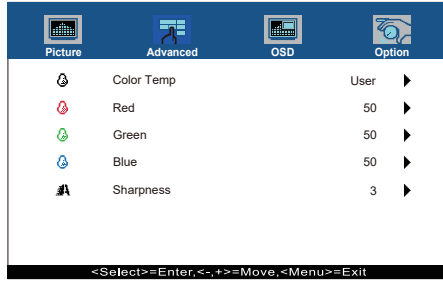 Picture Advanced OSD Option
Color Temp User
Red 50
Green 50
Blue 50
Sharpness 3
<Select>=Enter,<-,+>=Move,<Menu>=Exit